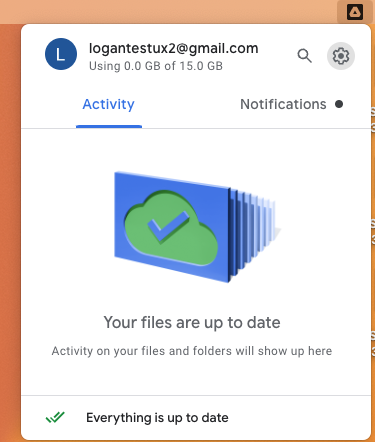 L
logantestux2@gmail.com
Using 0.0 GB of 15.0 GB
Activity
Notifications
Your files are up to date
Activity on your files and folders will show up here
Everything is up to date